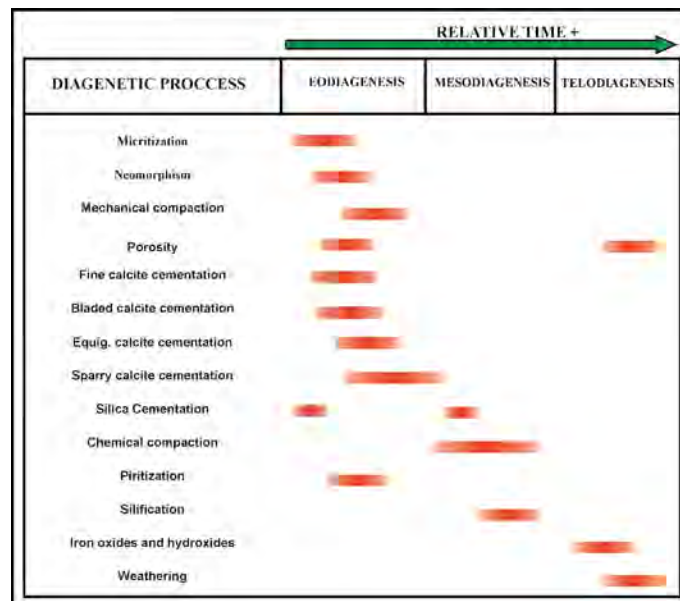 RELATIVE TIME +
DIAGENETIC PROCCESS EODIAGENESIS MESODIAGENESIS TELODIAGENESIS
Micritization
Neomorphism
Mechanical compaction
Porosity
Fine calcite cementation
Bladed calcite cementation
Equig. calcite cementation
Sparry calcite cementation
Silica Cementation
Chemical compaction
Piritization
Silification
Iron oxides and hydroxides
Weathering